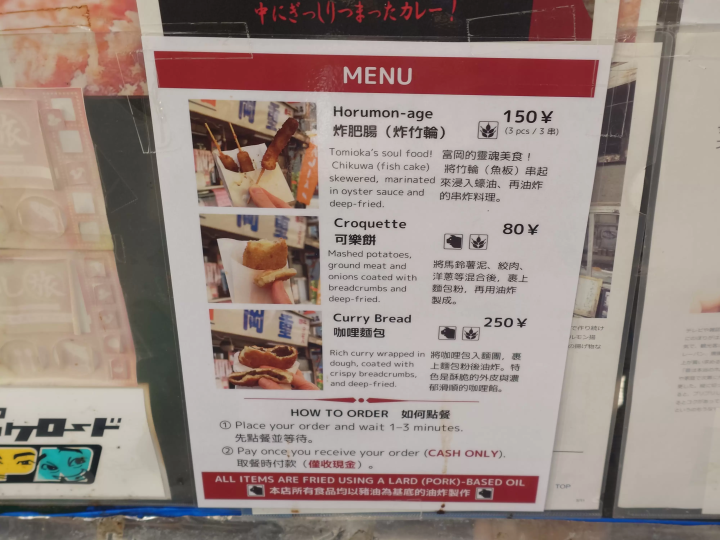 中にぎっしりつまったカレー！
MENU
Horumon-age
炸肥腸（炸竹輪）
150￥
(3 pcs / 3 串)
Tomioka's soul food!
Chikuwa (fish cake)
skewered, marinated
in oyster sauce and
deep-fried.
富岡的靈魂美食！
將竹輪（魚板）串起
來浸入蠔油、再油炸
的串炸料理。
Croquette
可樂餅
80￥
Mashed potatoes,
ground meat and
onions coated with
breadcrumbs and
deep-fried.
將馬鈴薯泥、絞肉、
洋蔥等混合後，裹上
麵包粉，再用油炸
製成。
Curry Bread
咖哩麵包
250￥
Rich curry wrapped in
dough, coated with
crispy breadcrumbs,
and deep-fried.
將咖哩包入麵團，裹
上麵包粉後油炸。特
色是酥脆的外皮與濃
郁滑順的咖哩餡。
HOW TO ORDER 如何點餐
① Place your order and wait 1–3 minutes.
先點餐並等待。
② Pay once you receive your order (CASH ONLY).
取餐時付款（僅收現金）。
ALL ITEMS ARE FRIED USING A LARD (PORK)-BASED OIL
本店所有食品均以豬油為基底的油炸製作
ロード
TOP